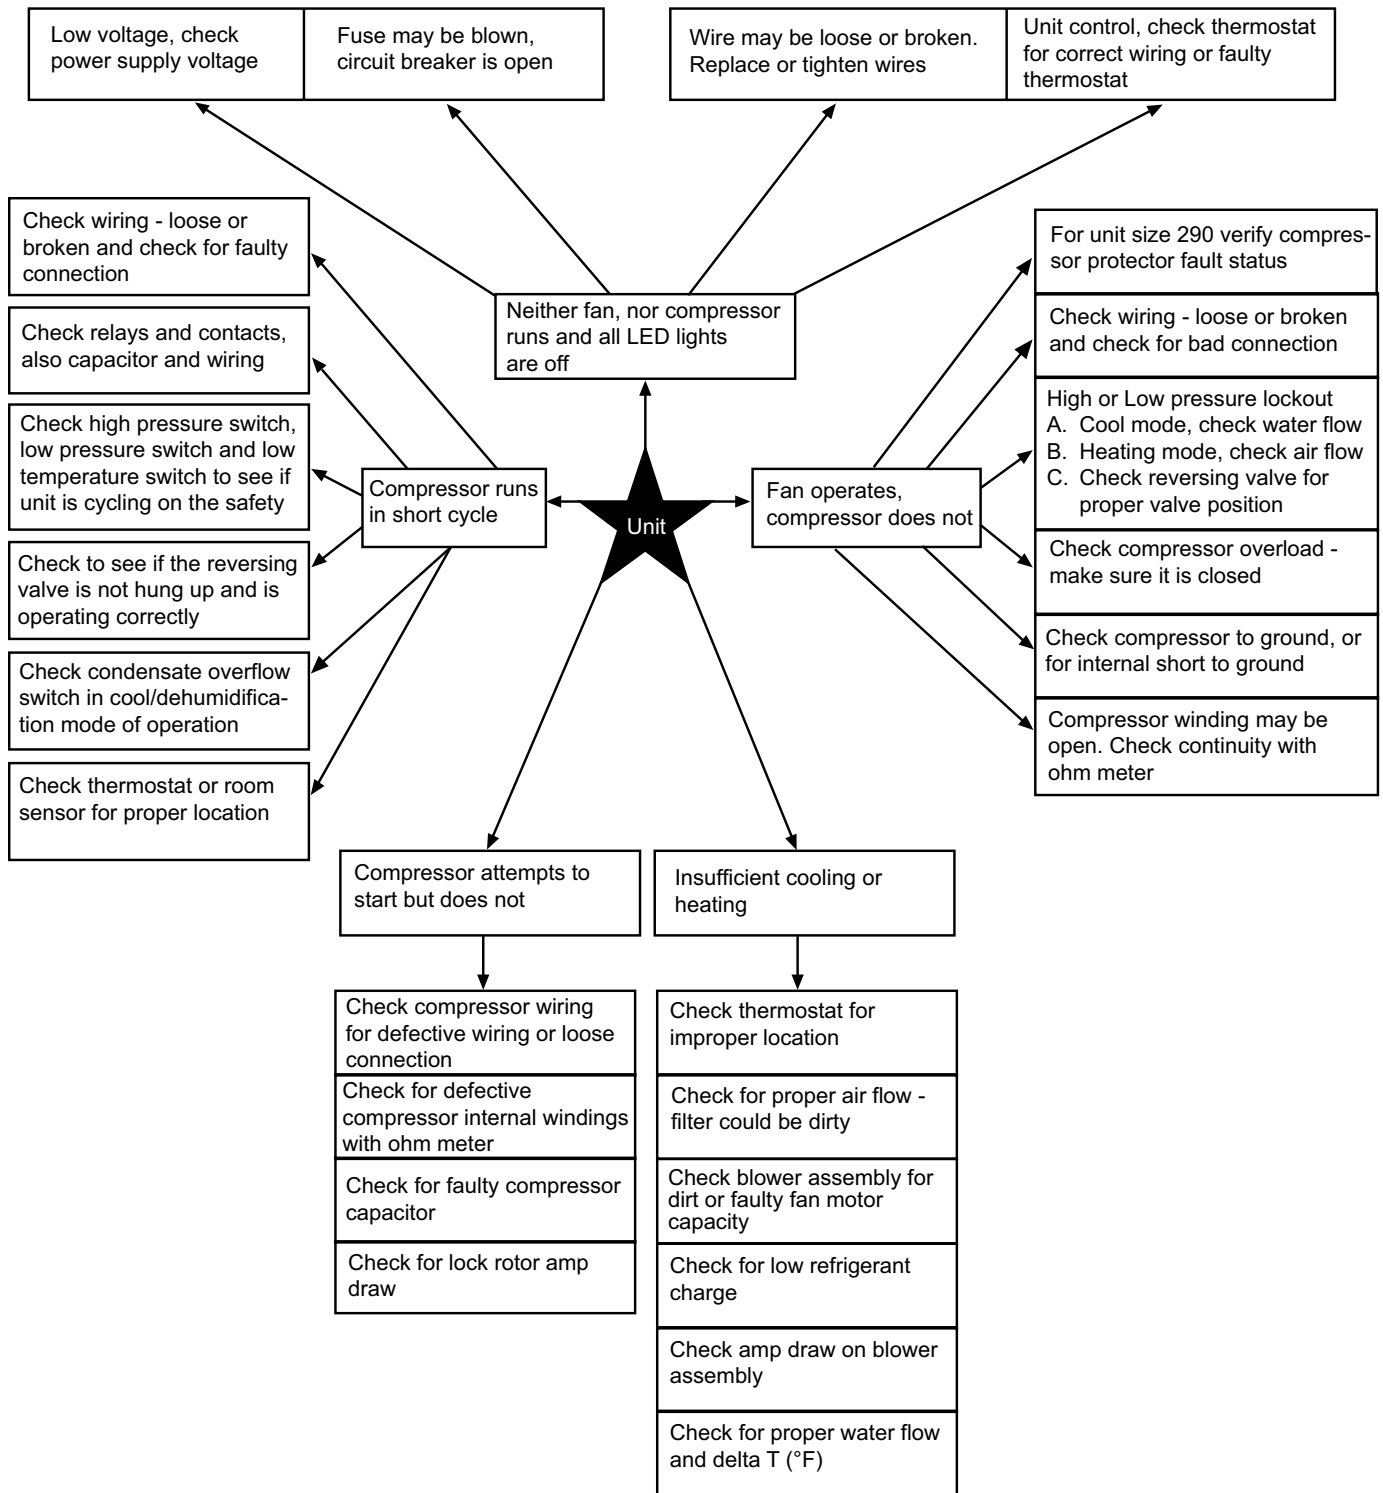 Low voltage, check
power supply voltage
Fuse may be blown,
circuit breaker is open
Wire may be loose or broken.
Replace or tighten wires
Unit control, check thermostat
for correct wiring or faulty
thermostat
Neither fan, nor compressor
runs and all LED lights
are off
Check wiring - loose or
broken and check for faulty
connection
Check relays and contacts,
also capacitor and wiring
Check high pressure switch,
low pressure switch and low
temperature switch to see if
unit is cycling on the safety
Check to see if the reversing
valve is not hung up and is
operating correctly
Check condensate overflow
switch in cool/dehumidifica-
tion mode of operation
Check thermostat or room
sensor for proper location
Compressor runs
in short cycle
Unit
Fan operates,
compressor does not
For unit size 290 verify compres-
sor protector fault status
Check wiring - loose or broken
and check for bad connection
High or Low pressure lockout
A. Cool mode, check water flow
B. Heating mode, check air flow
C. Check reversing valve for
proper valve position
Check compressor overload -
make sure it is closed
Check compressor to ground, or
for internal short to ground
Compressor winding may be
open. Check continuity with
ohm meter
Compressor attempts to
start but does not
Check compressor wiring
for defective wiring or loose
connection
Check for defective
compressor internal windings
with ohm meter
Check for faulty compressor
capacitor
Check for lock rotor amp
draw
Insufficient cooling or
heating
Check thermostat for
improper location
Check for proper air flow -
filter could be dirty
Check blower assembly for
dirt or faulty fan motor
capacity
Check for low refrigerant
charge
Check amp draw on blower
assembly
Check for proper water flow
and delta T (°F)